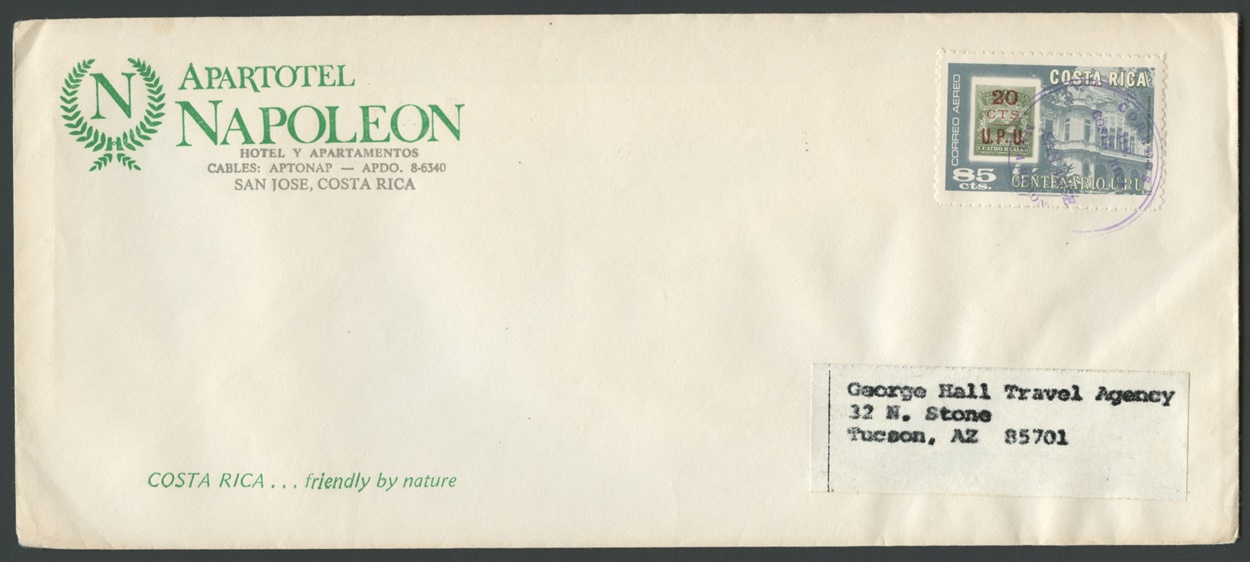 N
APARTOTEL
NAPOLEON
HOTEL Y APARTAMENTOS
CABLES: APTONAP — APDO. 8-6340
SAN JOSE, COSTA RICA
COSTA RICA
CORREO AEREO
20
CTS.
U.P.U.
85
cts.
CENTENARIO U.P.U.
George Hall Travel Agency
32 N. Stone
Tucson, AZ 85701
COSTA RICA... friendly by nature